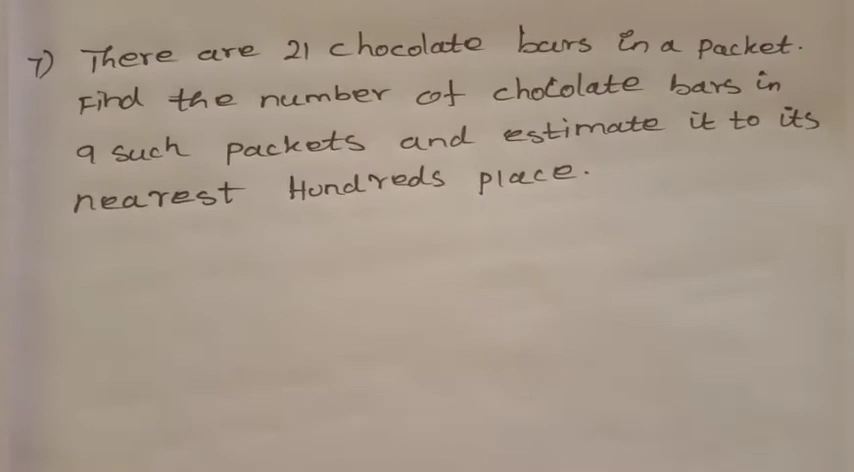 7) There are 21 chocolate bars in a packet.
Find the number of chocolate bars in
9 such packets and estimate it to its
nearest Hundreds place.